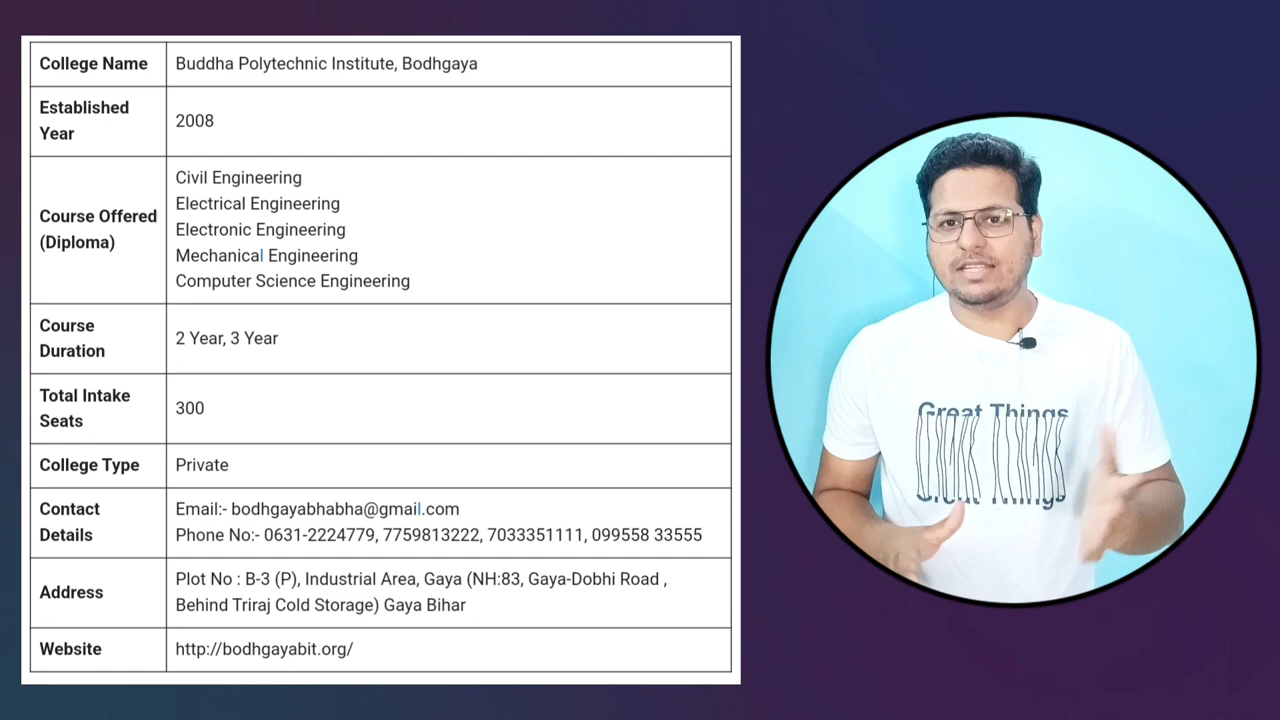 College Name
Buddha Polytechnic Institute, Bodhgaya
Established
Year
2008
Course Offered
(Diploma)
Civil Engineering
Electrical Engineering
Electronic Engineering
Mechanical Engineering
Computer Science Engineering
Course
Duration
2 Year, 3 Year
Total Intake
Seats
300
College Type
Private
Contact
Details
Email:- bodhgayabhabha@gmail.com
Phone No:- 0631-2224779, 7759813222, 7033351111, 099558 33555
Address
Plot No : B-3 (P), Industrial Area, Gaya (NH:83, Gaya-Dobhi Road ,
Behind Triraj Cold Storage) Gaya Bihar
Website
http://bodhgayabit.org/
Great Things
Great Things